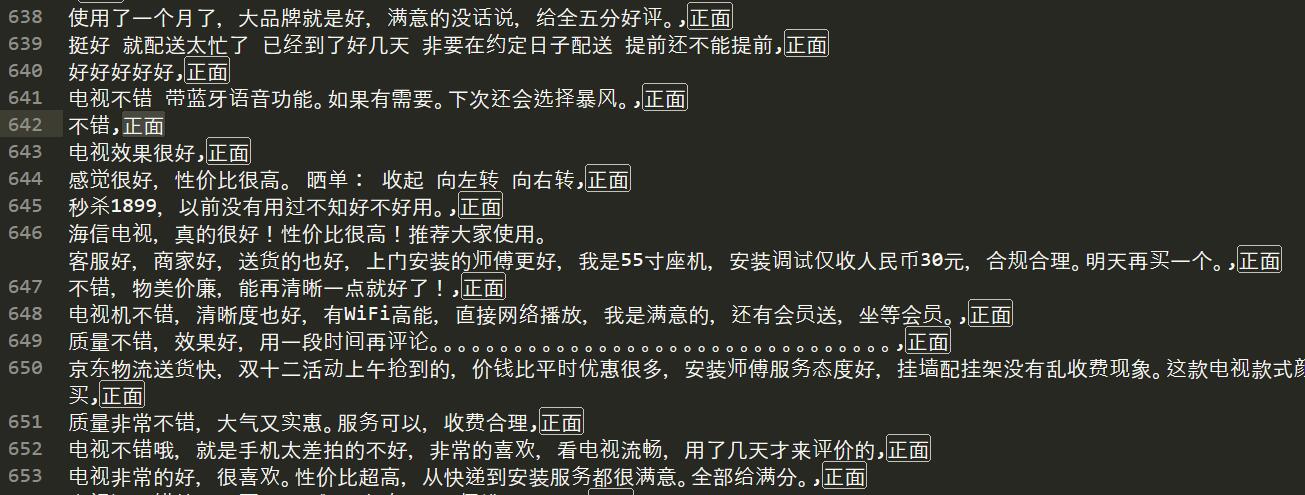 638 使用了一个月了，大品牌就是好，满意的没话说，给全五分好评。,正面
639 挺好 就配送太忙了 已经到了好几天 非要在约定日子配送 提前还不能提前,正面
640 好好好好好,正面
641 电视不错 带蓝牙语音功能。如果有需要。下次还会选择暴风。,正面
642 不错,正面
643 电视效果很好,正面
644 感觉很好，性价比很高。 晒单： 收起 向左转 向右转,正面
645 秒杀1899，以前没有用过不知好不好用。,正面
646 海信电视，真的很好！性价比很高！推荐大家使用。
客服好，商家好，送货的也好，上门安装的师傅更好，我是55寸座机，安装调试仅收人民币30元，合规合理。明天再买一个。,正面
647 不错，物美价廉，能再清晰一点就好了！,正面
648 电视机不错，清晰度也好，有WiFi高能，直接网络播放，我是满意的，还有会员送，坐等会员。,正面
649 质量不错，效果好，用一段时间再评论。。。。。。。。。。。。。。。。。。。。。。。。。。。。。。。。,正面
650 京东物流送货快，双十二活动上午抢到的，价钱比平时优惠很多，安装师傅服务态度好，挂墙配挂架没有乱收费现象。这款电视款式
买,正面
651 质量非常不错，大气又实惠。服务可以，收费合理,正面
652 电视不错哦，就是手机太差拍的不好，非常的喜欢，看电视流畅，用了几天才来评价的,正面
653 电视非常的好，很喜欢。性价比超高，从快递到安装服务都很满意。全部给满分。,正面